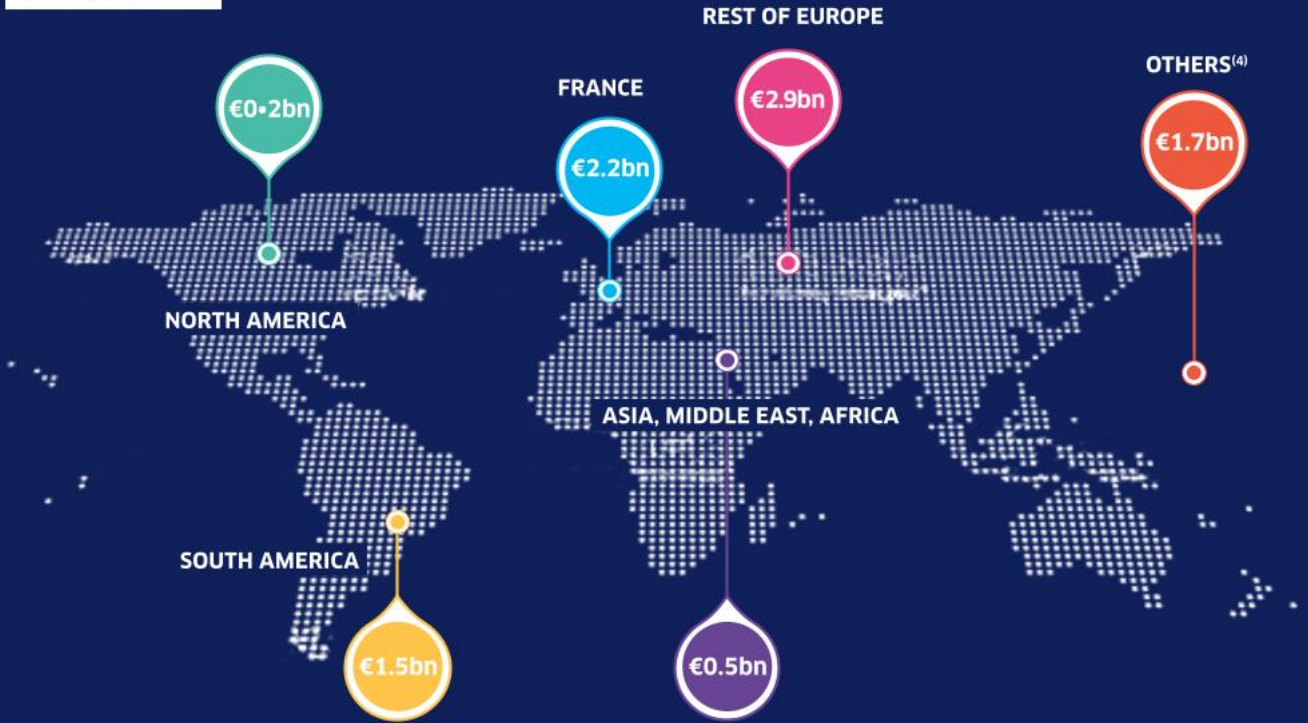 REST OF EUROPE
OTHERS(4)
FRANCE
€0•2bn
€2.9bn
€1.7bn
€2.2bn
NORTH AMERICA
ASIA, MIDDLE EAST, AFRICA
SOUTH AMERICA
€1.5bn
€0.5bn